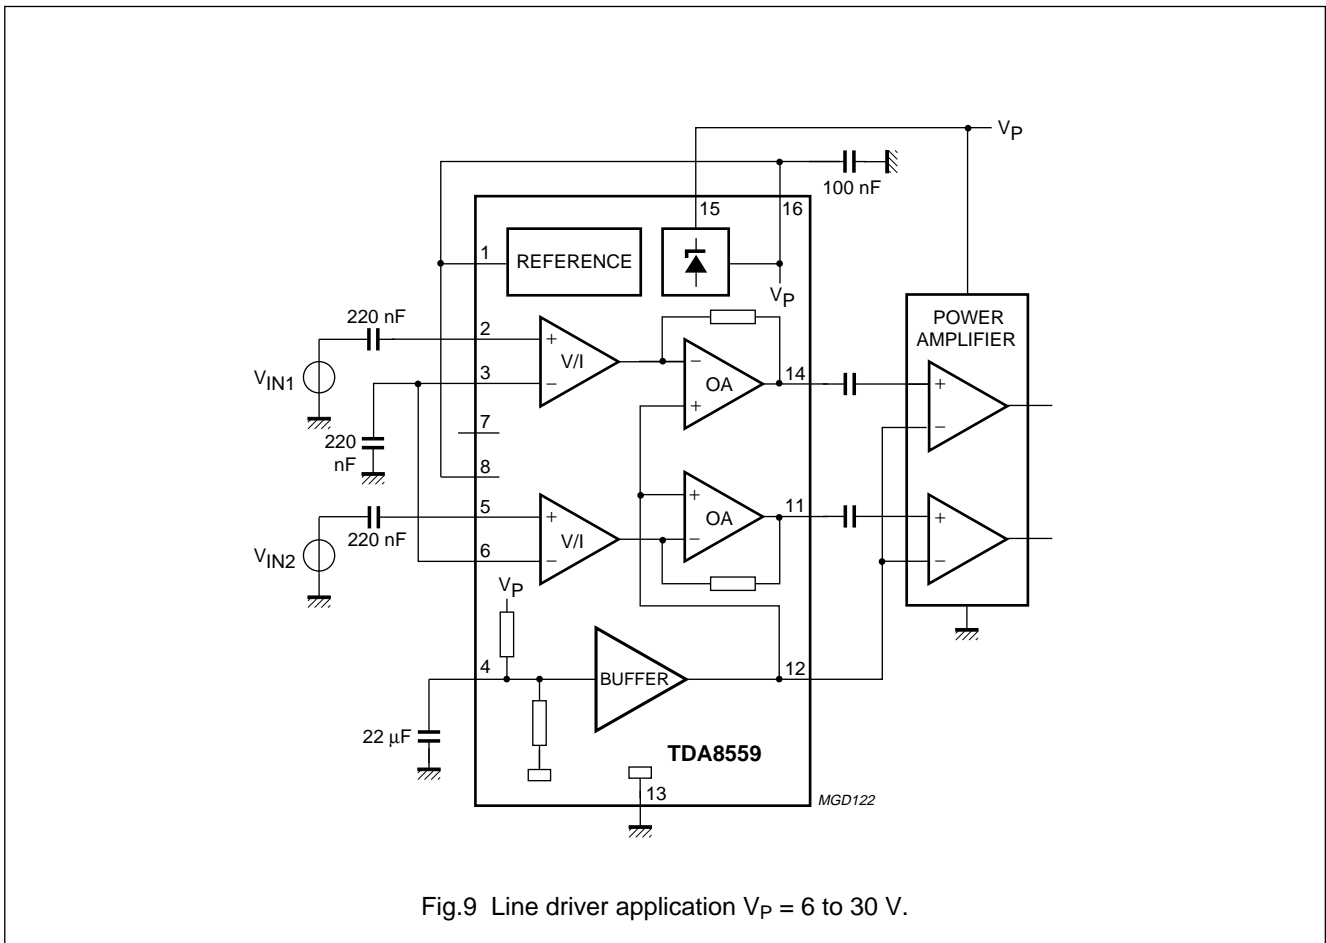 V_P
100 nF
15
16
1
REFERENCE
V_P
POWER
AMPLIFIER
220 nF
2
+
V/I
−
OA
14
+
V_IN1
3
−
+
−
7
220
nF
8
+
OA
11
5
+
V/I
−
+
V_IN2
220 nF
6
−
−
V_P
4
BUFFER
12
22 μF
TDA8559
13
MGD122
Fig.9 Line driver application V_P = 6 to 30 V.